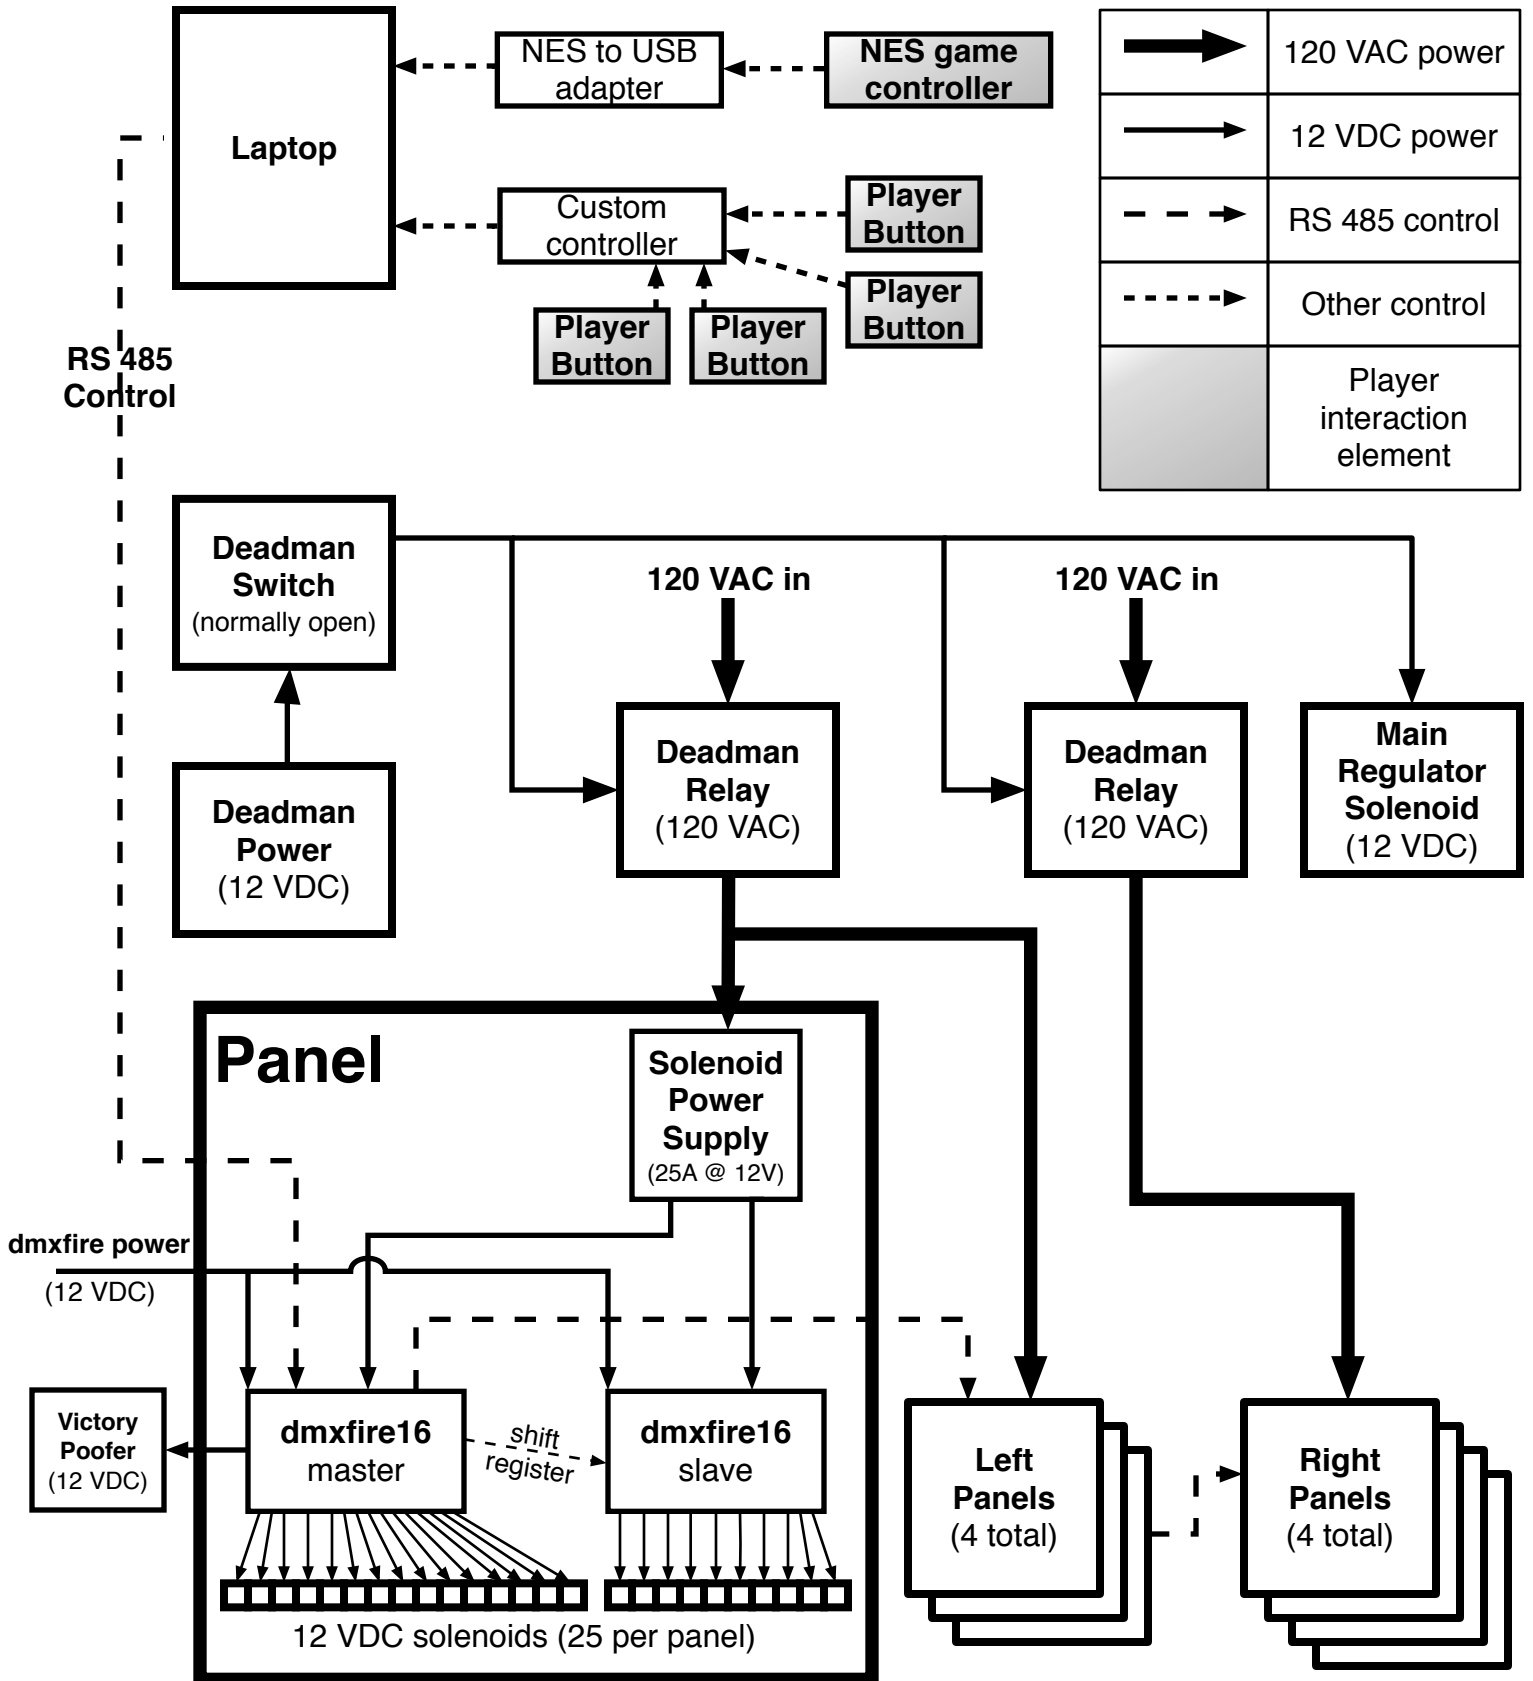 NES to USB
adapter
NES game
controller
120 VAC power
Laptop
12 VDC power
Custom
controller
Player
Button
RS 485 control
Player
Button
Other control
Player
Button
Player
Button
RS 485
Control
Player
interaction
element
Deadman
Switch
(normally open)
120 VAC in
120 VAC in
Deadman
Power
(12 VDC)
Deadman
Relay
(120 VAC)
Deadman
Relay
(120 VAC)
Main
Regulator
Solenoid
(12 VDC)
Panel
Solenoid
Power
Supply
(25A @ 12V)
dmxfire power
(12 VDC)
Victory
Poofer
(12 VDC)
dmxfire16
master
shift
register
dmxfire16
slave
Left
Panels
(4 total)
Right
Panels
(4 total)
12 VDC solenoids (25 per panel)